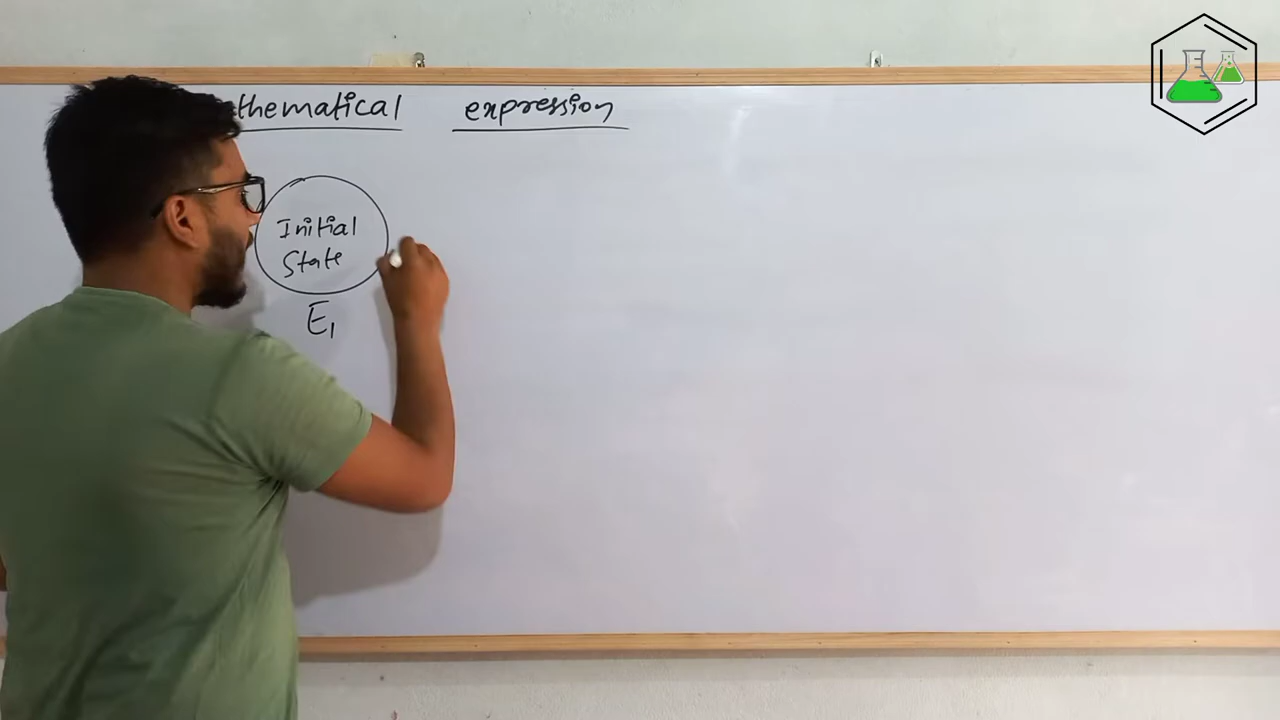 thematical expression
Initial
State
E₁